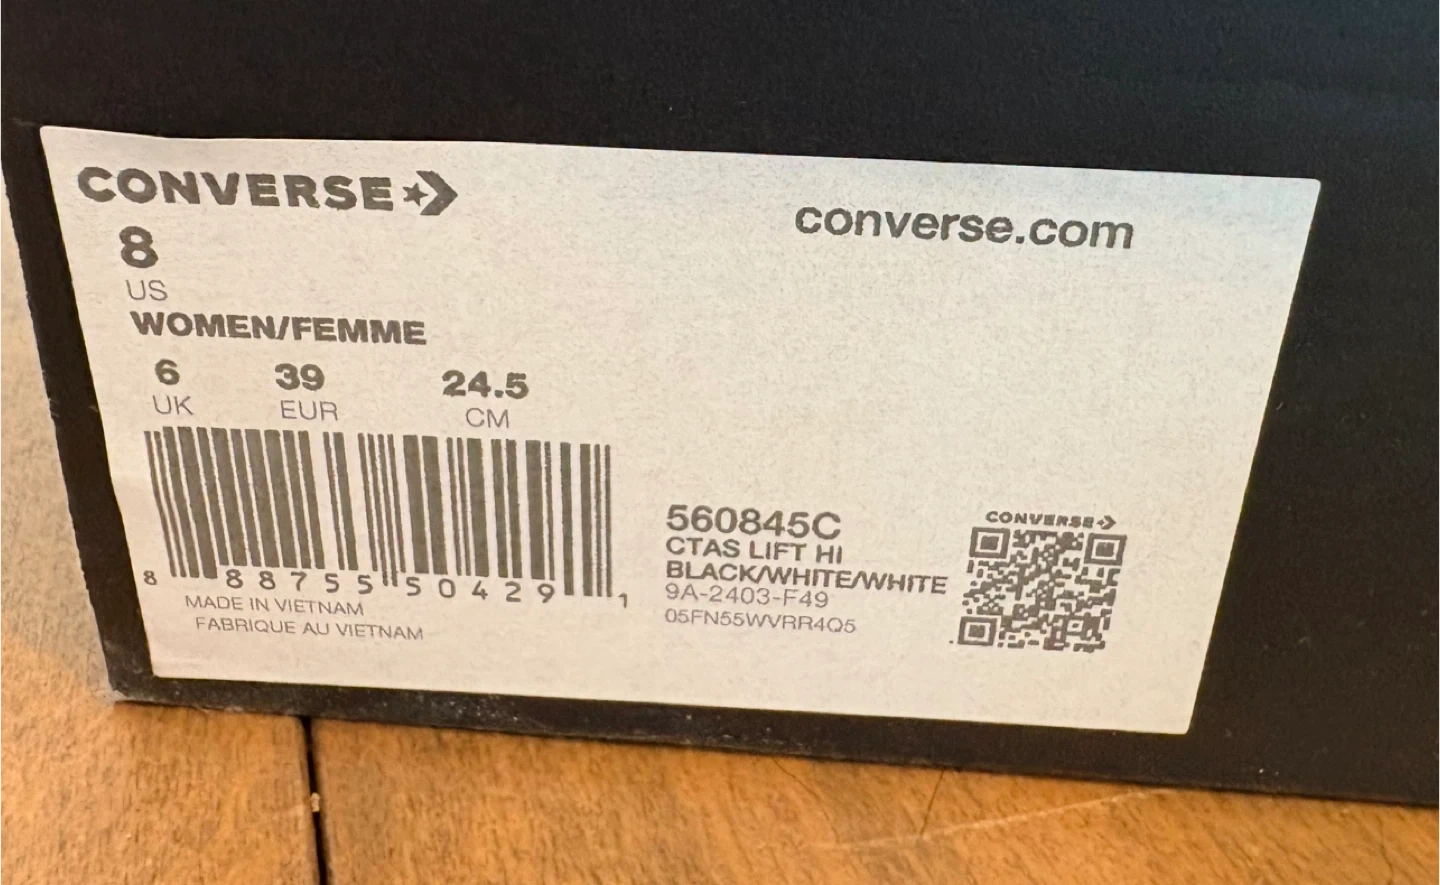 CONVERSE
converse.com
8
US
WOMEN/FEMME
6 39 24.5
UK EUR CM
8 88755 50429 1
MADE IN VIETNAM
FABRIQUE AU VIETNAM
560845C
CTAS LIFT HI
BLACK/WHITE/WHITE
9A-2403-F49
05FN55WVRR4Q5
CONVERSE